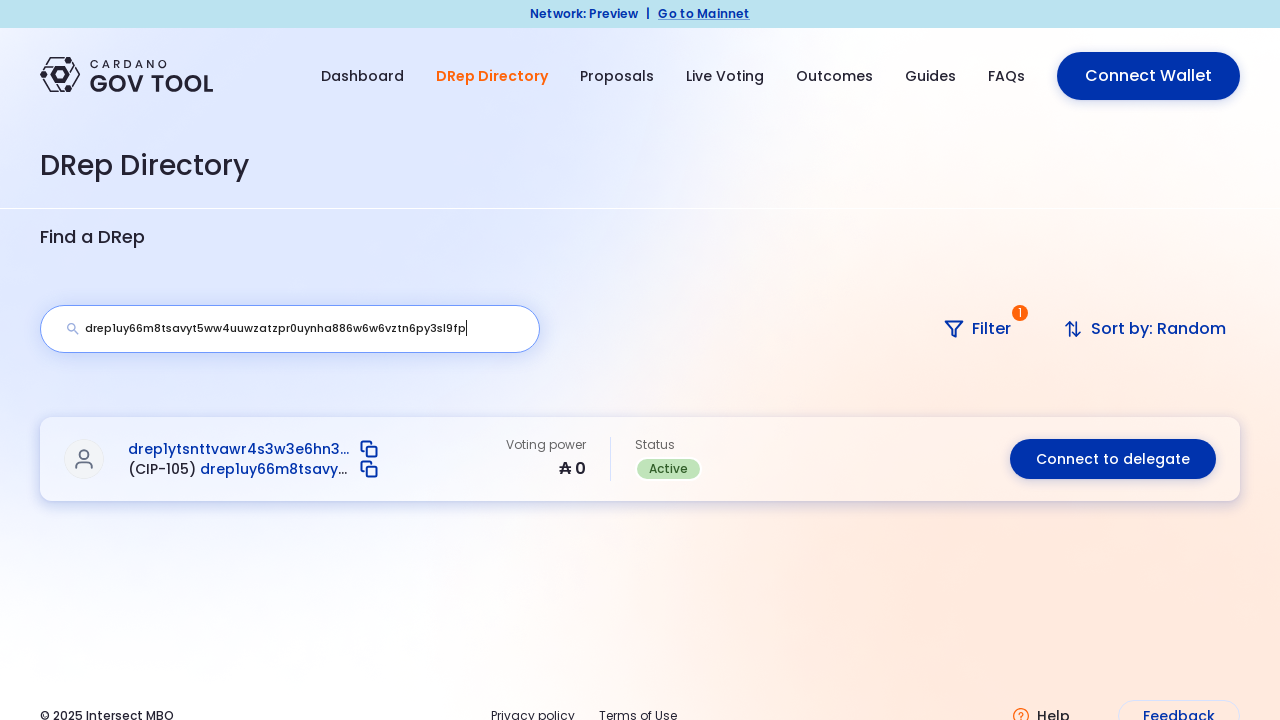 Network: Preview | Go to Mainnet
CARDANO
GOV TOOL
Dashboard DRep Directory Proposals Live Voting Outcomes Guides FAQs Connect Wallet
DRep Directory
Find a DRep
drep1uy66m8tsavyt5ww4uuwzatzpr0uynha886w6w6vztn6py3sl9fp
Filter 1 Sort by: Random
drep1ytsnttvawr4s3w3e6hn3...
(CIP-105) drep1uy66m8tsavy...
Voting power
₳ 0
Status
Active
Connect to delegate
© 2025 Intersect MBO Privacy policy Terms of Use Help Feedback